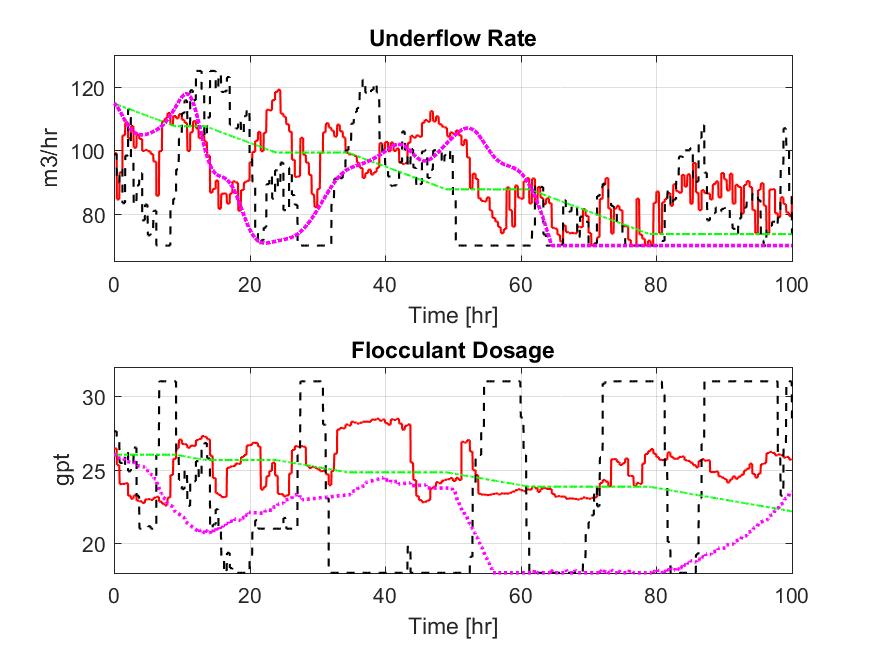 Underflow Rate
m3/hr
120
100
80
0 20 40 60 80 100
Time [hr]
Flocculant Dosage
gpt
30
25
20
0 20 40 60 80 100
Time [hr]